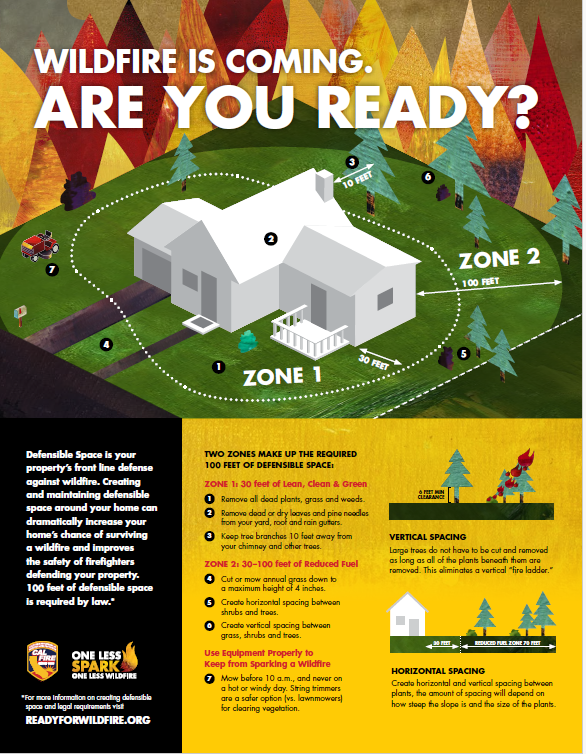 WILDFIRE IS COMING.
ARE YOU READY?
3
10 FEET
6
2
ZONE 2
100 FEET
7
4
1
ZONE 1
30 FEET
5
Defensible Space is your
property's front line defense
against wildfire. Creating
and maintaining defensible
space around your home can
dramatically increase your
home's chance of surviving
a wildfire and improves
the safety of firefighters
defending your property.
100 feet of defensible space
is required by law.*
CAL
FIRE
ONE LESS
SPARK
ONE LESS WILDFIRE
*For more information on creating defensible
space and legal requirements visit
READYFORWILDFIRE.ORG
TWO ZONES MAKE UP THE REQUIRED
100 FEET OF DEFENSIBLE SPACE:
ZONE 1: 30 feet of Lean, Clean & Green
1 Remove all dead plants, grass and weeds.
2 Remove dead or dry leaves and pine needles
from your yard, roof and rain gutters.
3 Keep tree branches 10 feet away from
your chimney and other trees.
ZONE 2: 30–100 feet of Reduced Fuel
4 Cut or mow annual grass down to
a maximum height of 4 inches.
5 Create horizontal spacing between
shrubs and trees.
6 Create vertical spacing between
grass, shrubs and trees.
Use Equipment Properly to
Keep from Sparking a Wildfire
7 Mow before 10 a.m., and never on
a hot or windy day. String trimmers
are a safer option (vs. lawnmowers)
for clearing vegetation.
6 FEET MIN
CLEARANCE
VERTICAL SPACING
Large trees do not have to be cut and removed
as long as all of the plants beneath them are
removed. This eliminates a vertical "fire ladder."
30 FEET
REDUCED FUEL ZONE 70 FEET
HORIZONTAL SPACING
Create horizontal and vertical spacing between
plants, the amount of spacing will depend on
how steep the slope is and the size of the plants.